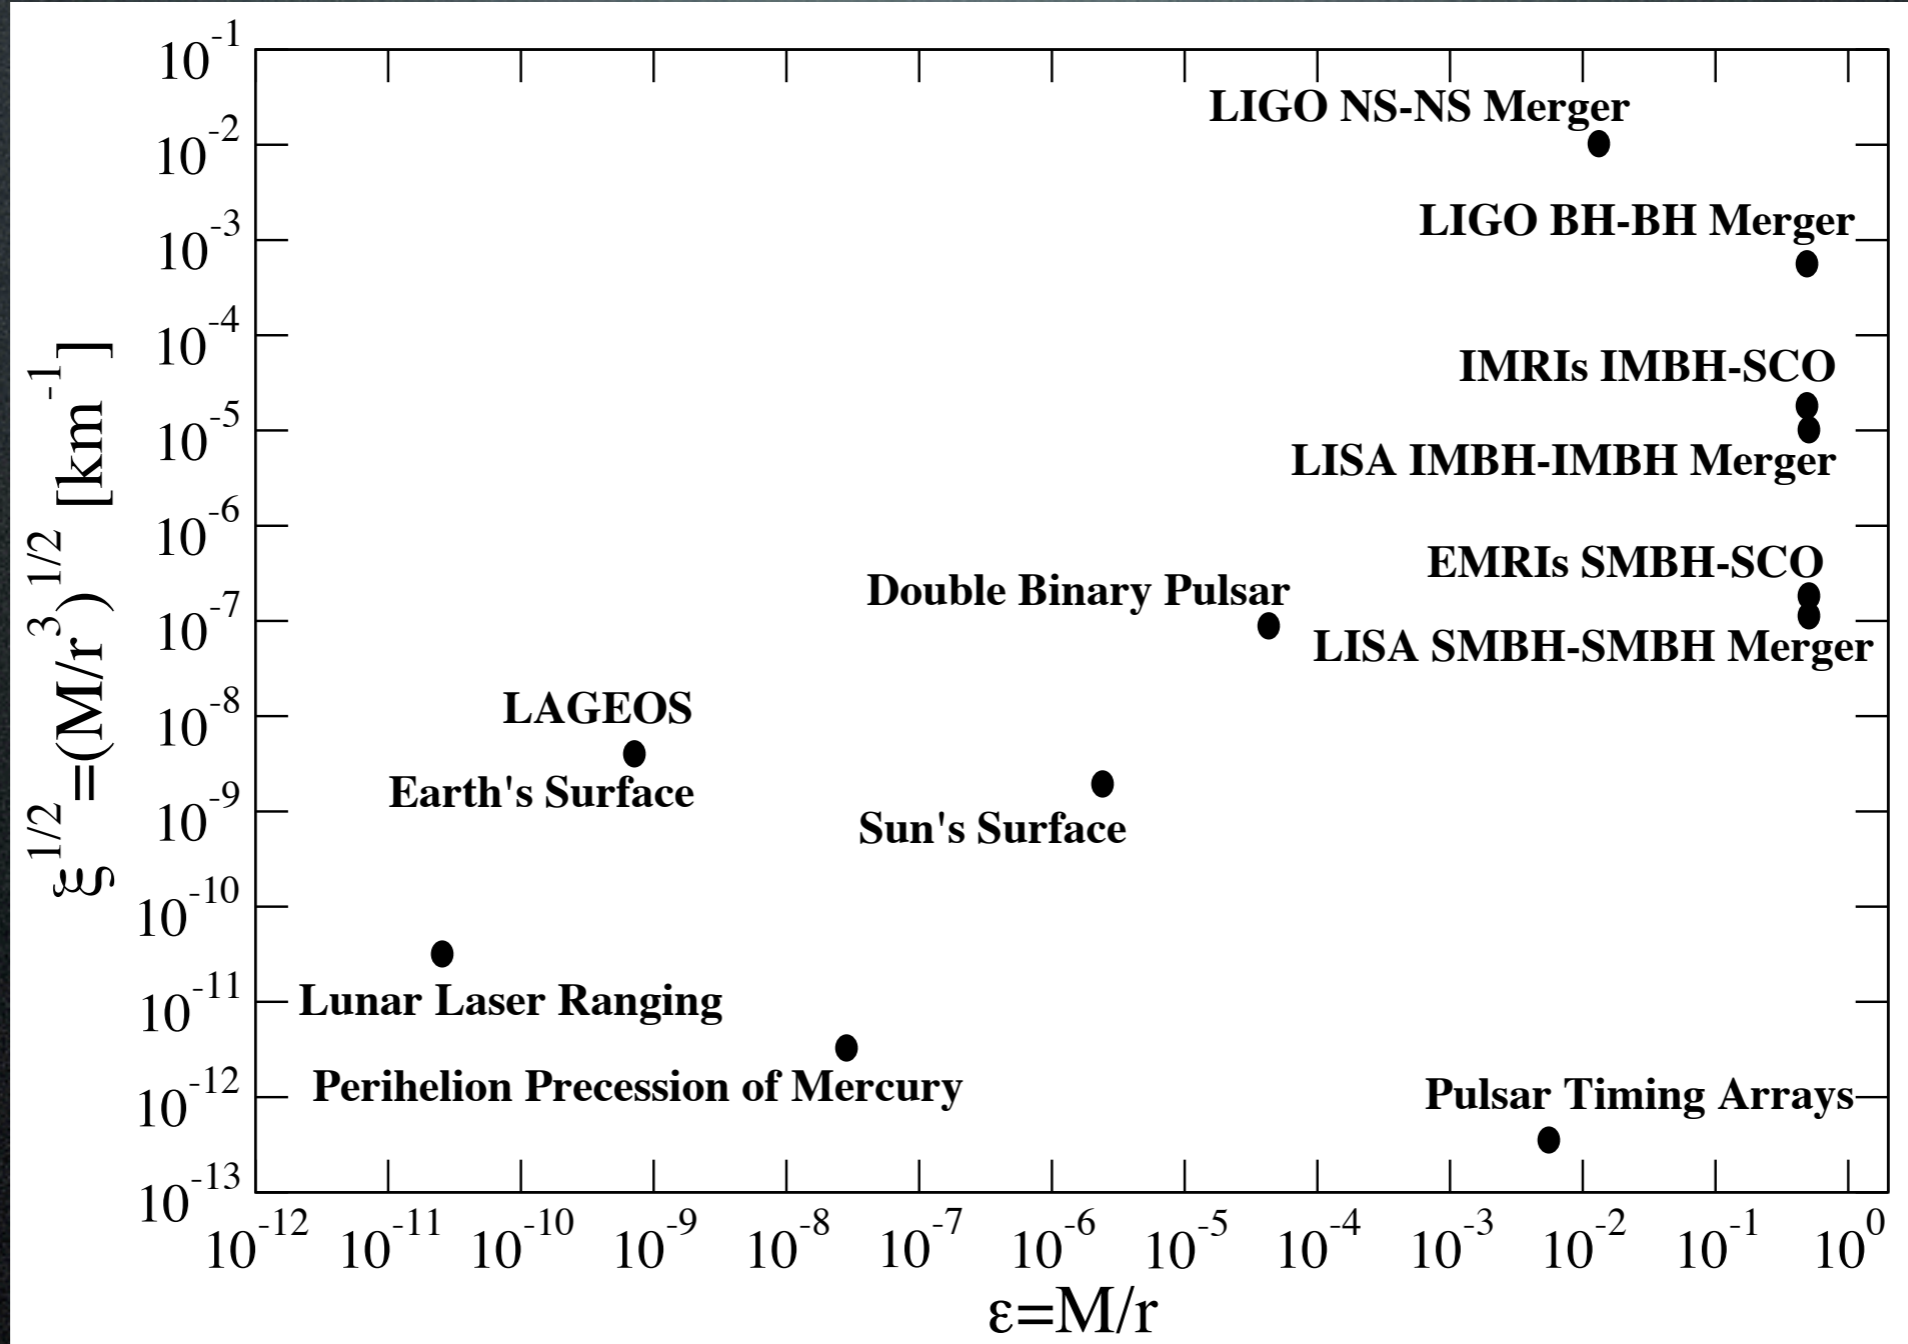 10^-1
10^-2
10^-3
10^-4
10^-5
10^-6
10^-7
10^-8
10^-9
10^-10
10^-11
10^-12
10^-13
ξ^1/2=(M/r^3)^1/2 [km^-1]
LIGO NS-NS Merger
LIGO BH-BH Merger
IMRIs IMBH-SCO
LISA IMBH-IMBH Merger
EMRIs SMBH-SCO
Double Binary Pulsar
LISA SMBH-SMBH Merger
LAGEOS
Earth's Surface
Sun's Surface
Lunar Laser Ranging
Perihelion Precession of Mercury
Pulsar Timing Arrays
10^-12 10^-11 10^-10 10^-9 10^-8 10^-7 10^-6 10^-5 10^-4 10^-3 10^-2 10^-1 10^0
ε=M/r